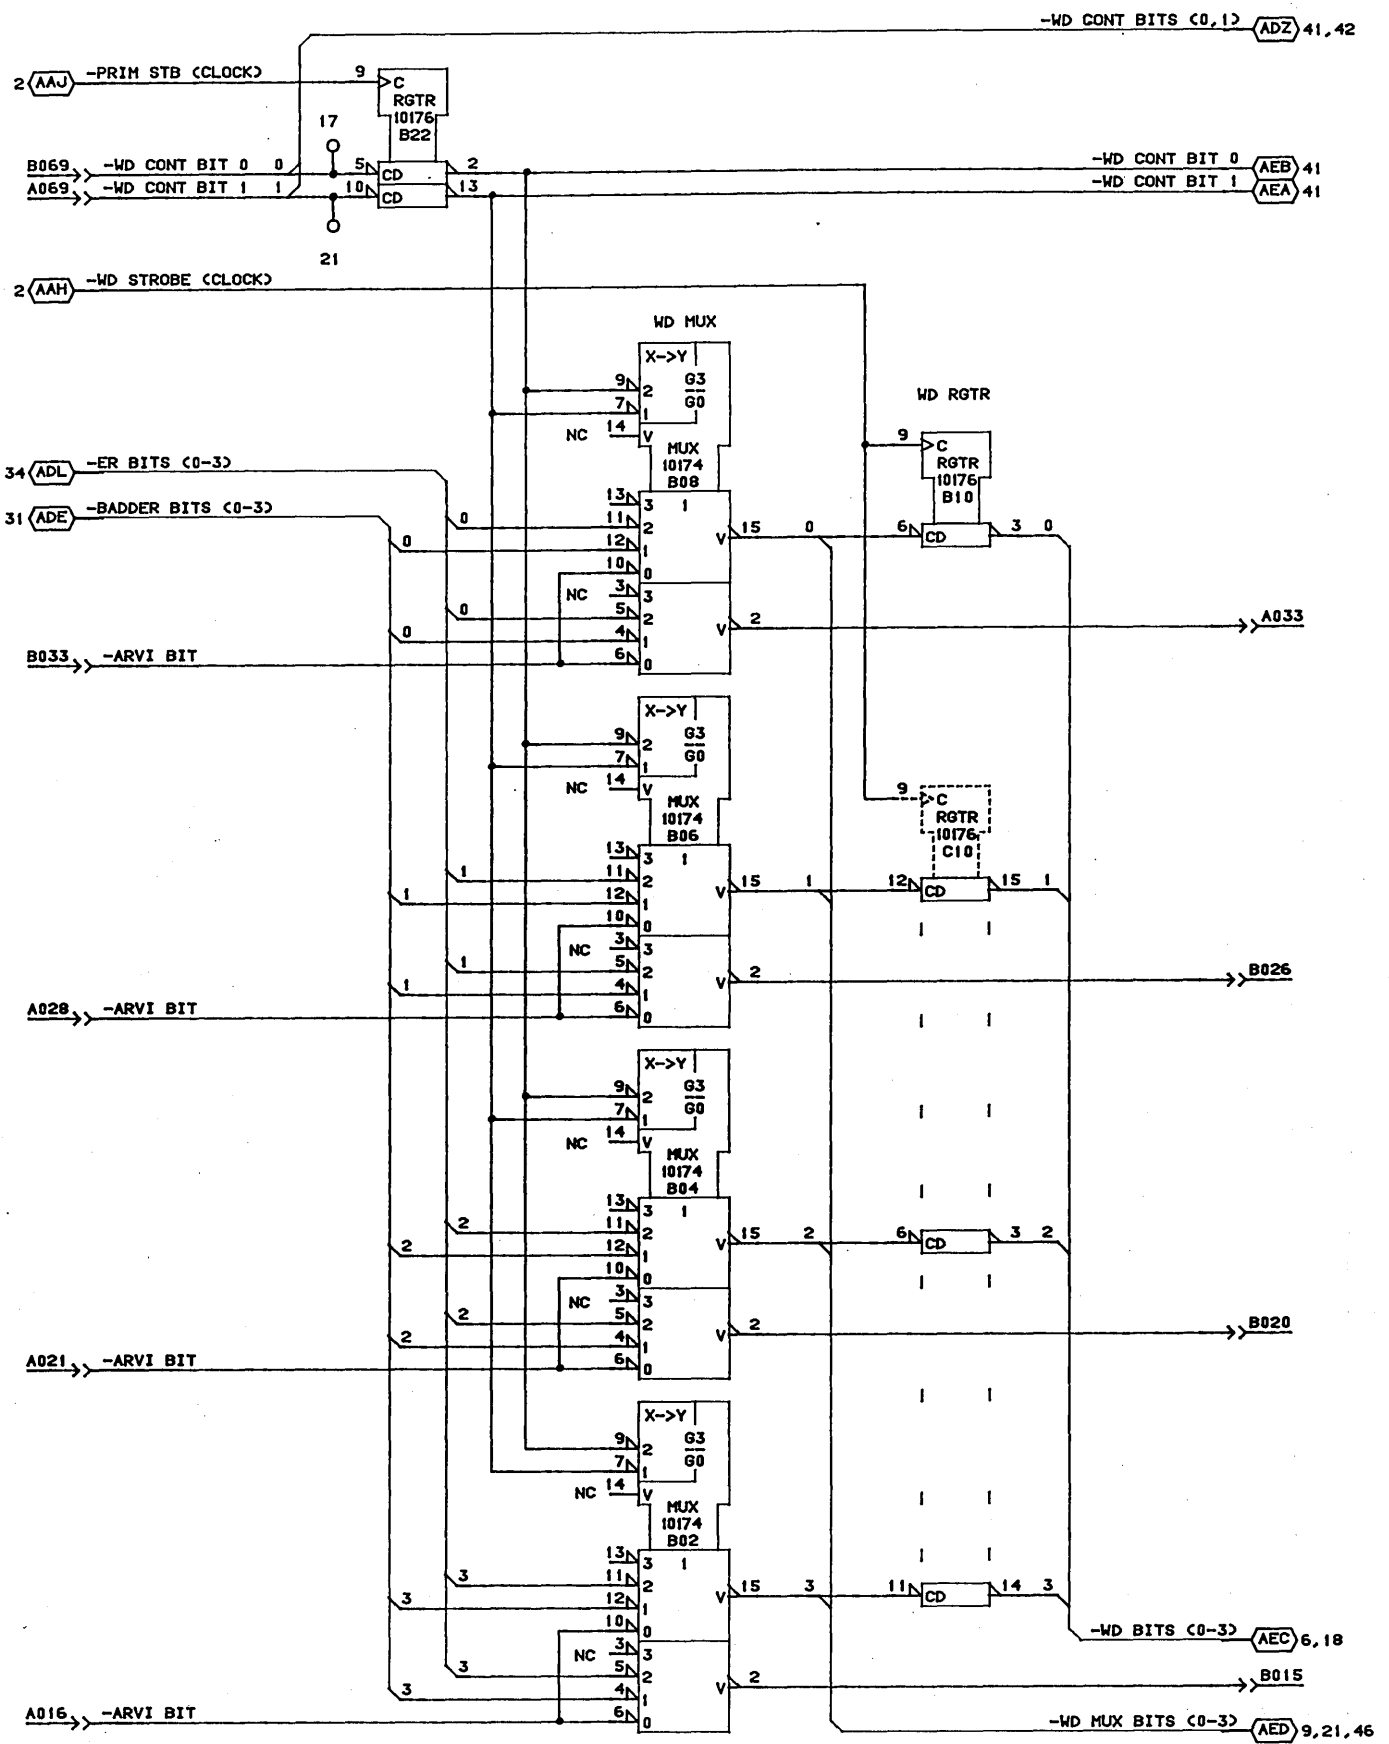 -WD CONT BITS (0,1) ADZ 41,42
2 AAJ -PRIM STB (CLOCK) 9 C
RGTR
10176
B22
17
B069 -WD CONT BIT 0 0 5 CD 2 -WD CONT BIT 0 AEB 41
A069 -WD CONT BIT 1 1 10 CD 13 -WD CONT BIT 1 AEA 41
21
2 AAH -WD STROBE (CLOCK)
WD MUX
X->Y
9 2 G3
7 1 G0
NC 14 V
WD RGTR
9 C
RGTR
10176
B10
MUX
10174
B08
34 ADL -ER BITS (0-3)
31 ADE -BADDER BITS (0-3)
13 3 1
0 11 2
V 15 0 6 CD 3 0
0 12 1
10 0
NC 3 3
0 5 2
V 2 A033
0 4 1
B033 -ARVI BIT 6 0
X->Y
9 2 G3
7 1 G0
NC 14 V
9 C
RGTR
10176
C10
MUX
10174
B06
13 3 1
1 11 2
V 15 1 12 CD 15 1
1 12 1
10 0
NC 3 3
1 5 2
V 2 B026
1 4 1
A028 -ARVI BIT 6 0
X->Y
9 2 G3
7 1 G0
NC 14 V
MUX
10174
B04
13 3 1
2 11 2
V 15 2 6 CD 3 2
2 12 1
10 0
NC 3 3
2 5 2
V 2 B020
2 4 1
A021 -ARVI BIT 6 0
X->Y
9 2 G3
7 1 G0
NC 14 V
MUX
10174
B02
13 3 1
3 11 2
V 15 3 11 CD 14 3
3 12 1
10 0
-WD BITS (0-3) AEC 6,18
NC 3 3
3 5 2
V 2 B015
3 4 1
A016 -ARVI BIT 6 0
-WD MUX BITS (0-3) AED 9,21,46